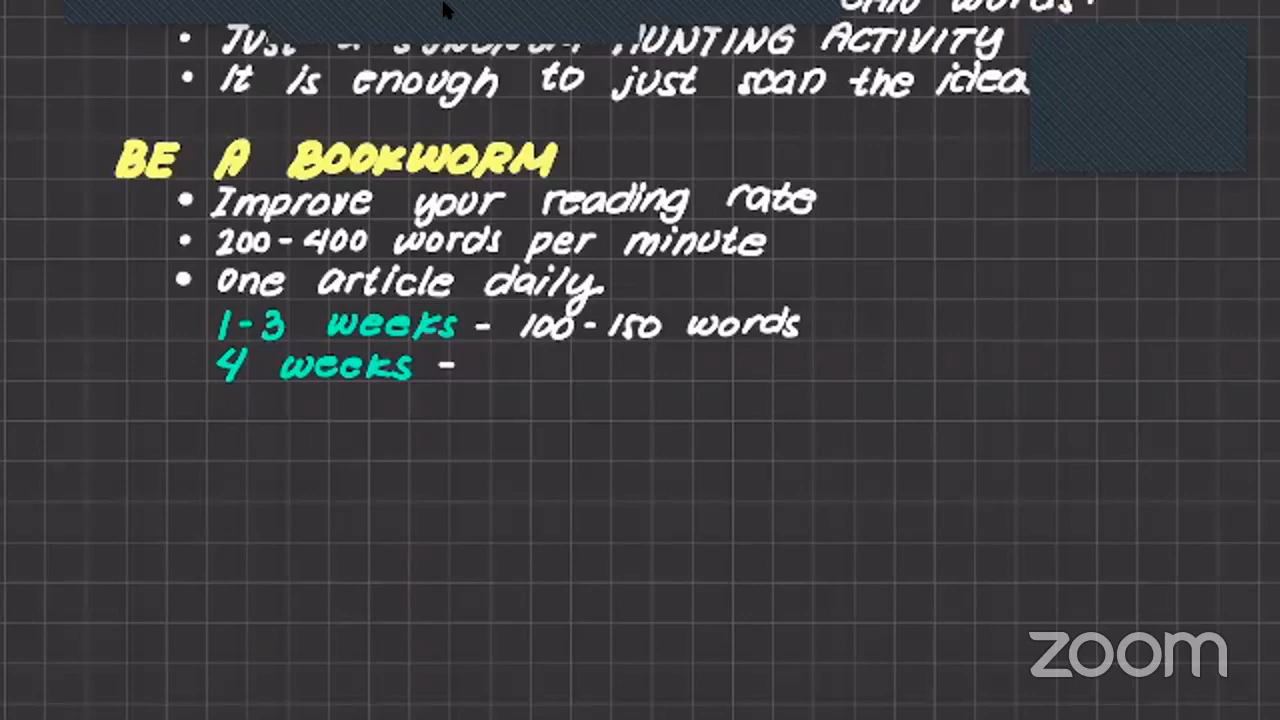 words
• Just a HUNTING ACTIVITY
• It is enough to just scan the idea
BE A BOOKWORM
• Improve your reading rate
• 200-400 words per minute
• One article daily.
1-3 weeks - 100-150 words
4 weeks -
zoom